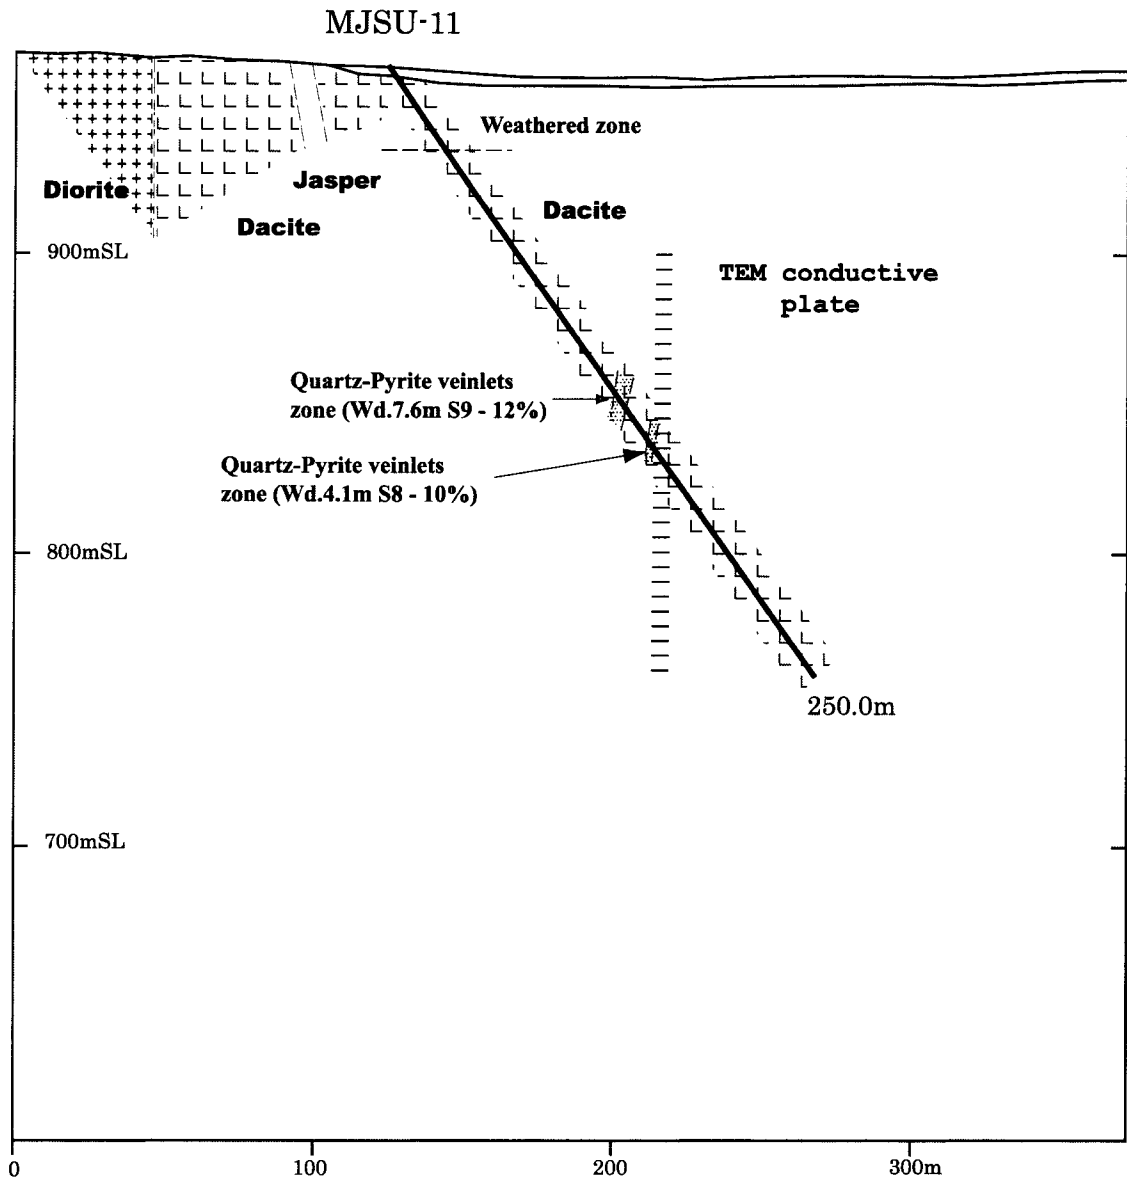 MJSU-11
Weathered zone
Diorite
Jasper
Dacite
Dacite
900mSL
TEM conductive
plate
Quartz-Pyrite veinlets
zone (Wd.7.6m S9 - 12%)
Quartz-Pyrite veinlets
zone (Wd.4.1m S8 - 10%)
800mSL
250.0m
700mSL
0
100
200
300m